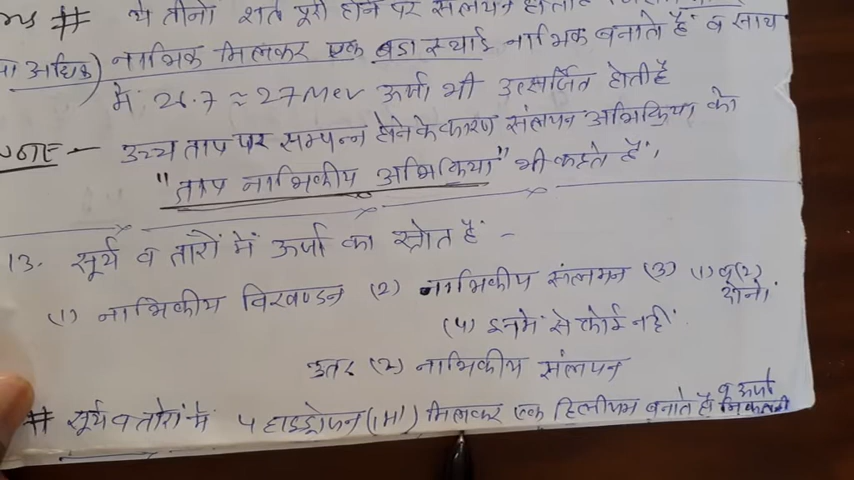 # ये तीनों शर्त पूरी होने पर संलयन होता
अधिक) नाभिक मिलकर एक बडा स्थाई नाभिक बनाते हैं व साथ
में 26.7 ≈ 27 MeV ऊर्जा भी उत्सर्जित होती है
उच्च ताप पर सम्पन्न होने के कारण संलयन अभिक्रिया को
"ताप नाभिकीय अभिक्रिया" भी कहते हैं।
13. सूर्य व तारों में ऊर्जा का स्त्रोत हैं -
(1) नाभिकीय विखण्डन (2) नाभिकीय संलयन (3) (1) व (2)
दोनों
(4) इनमें से कोई नहीं
उत्तर (2) नाभिकीय संलयन
# सूर्य व तारों में 4 हाइड्रोजन (1H1) मिलकर एक हिलीयम बनाते हैं व ऊर्जा
निकलती